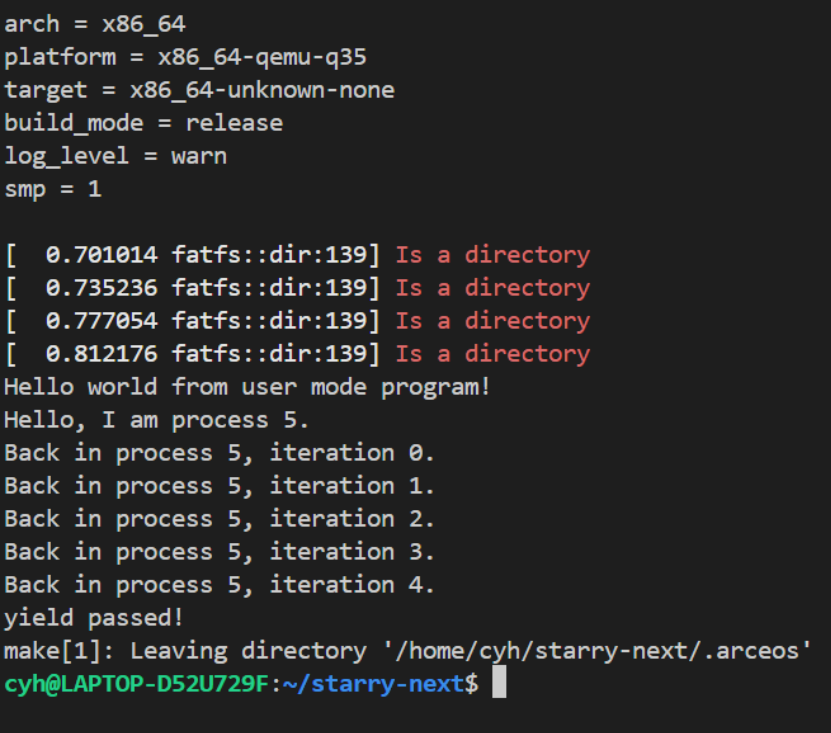 arch = x86_64
platform = x86_64-qemu-q35
target = x86_64-unknown-none
build_mode = release
log_level = warn
smp = 1
[  0.701014 fatfs::dir:139] Is a directory
[  0.735236 fatfs::dir:139] Is a directory
[  0.777054 fatfs::dir:139] Is a directory
[  0.812176 fatfs::dir:139] Is a directory
Hello world from user mode program!
Hello, I am process 5.
Back in process 5, iteration 0.
Back in process 5, iteration 1.
Back in process 5, iteration 2.
Back in process 5, iteration 3.
Back in process 5, iteration 4.
yield passed!
make[1]: Leaving directory '/home/cyh/starry-next/.arceos'
cyh@LAPTOP-D52U729F:~/starry-next$